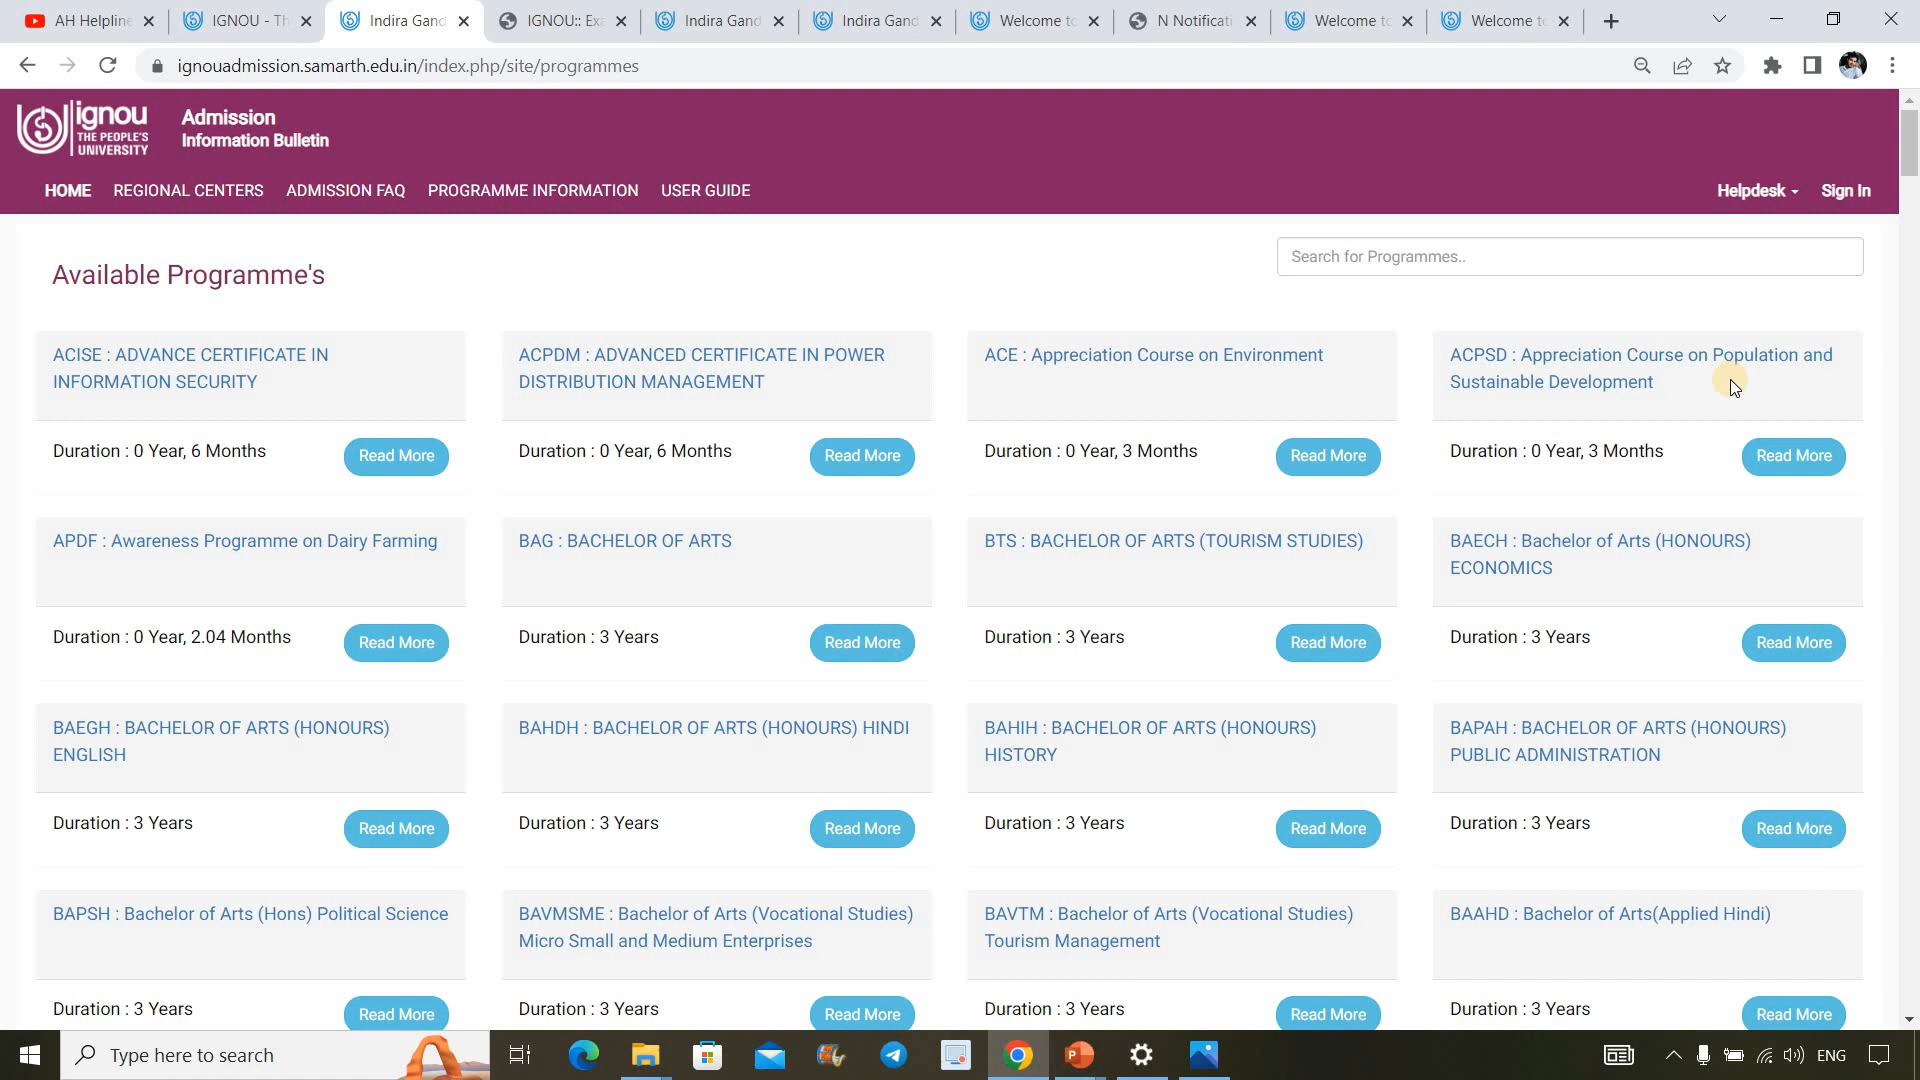 AH Helpline
IGNOU - Th
Indira Gand
IGNOU:: Exa
Indira Gand
Indira Gand
Welcome to
N Notificati
Welcome to
Welcome to
ignouadmission.samarth.edu.in/index.php/site/programmes
ignou
THE PEOPLE'S
UNIVERSITY
Admission
Information Bulletin
HOME REGIONAL CENTERS ADMISSION FAQ PROGRAMME INFORMATION USER GUIDE Helpdesk Sign In
Search for Programmes..
Available Programme's
ACISE : ADVANCE CERTIFICATE IN
INFORMATION SECURITY
Duration : 0 Year, 6 Months
Read More
ACPDM : ADVANCED CERTIFICATE IN POWER
DISTRIBUTION MANAGEMENT
Duration : 0 Year, 6 Months
Read More
ACE : Appreciation Course on Environment
Duration : 0 Year, 3 Months
Read More
ACPSD : Appreciation Course on Population and
Sustainable Development
Duration : 0 Year, 3 Months
Read More
APDF : Awareness Programme on Dairy Farming
Duration : 0 Year, 2.04 Months
Read More
BAG : BACHELOR OF ARTS
Duration : 3 Years
Read More
BTS : BACHELOR OF ARTS (TOURISM STUDIES)
Duration : 3 Years
Read More
BAECH : Bachelor of Arts (HONOURS)
ECONOMICS
Duration : 3 Years
Read More
BAEGH : BACHELOR OF ARTS (HONOURS)
ENGLISH
Duration : 3 Years
Read More
BAHDH : BACHELOR OF ARTS (HONOURS) HINDI
Duration : 3 Years
Read More
BAHIH : BACHELOR OF ARTS (HONOURS)
HISTORY
Duration : 3 Years
Read More
BAPAH : BACHELOR OF ARTS (HONOURS)
PUBLIC ADMINISTRATION
Duration : 3 Years
Read More
BAPSH : Bachelor of Arts (Hons) Political Science
Duration : 3 Years
Read More
BAVMSME : Bachelor of Arts (Vocational Studies)
Micro Small and Medium Enterprises
Duration : 3 Years
Read More
BAVTM : Bachelor of Arts (Vocational Studies)
Tourism Management
Duration : 3 Years
Read More
BAAHD : Bachelor of Arts(Applied Hindi)
Duration : 3 Years
Read More
Type here to search
ENG